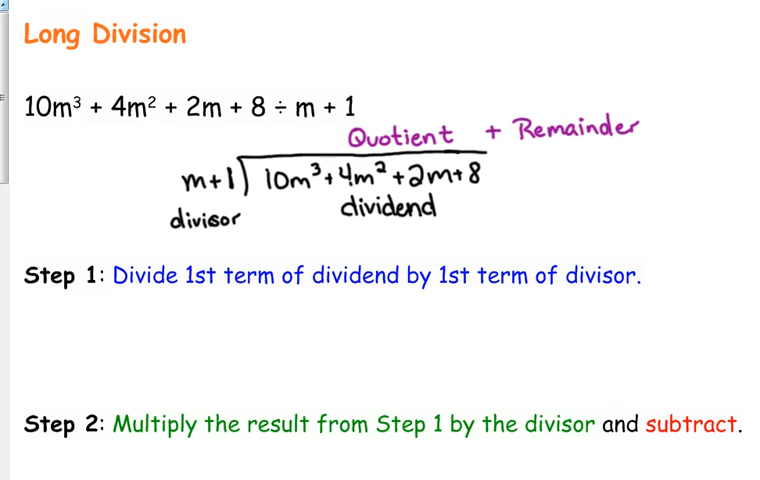 Long Division
10m³ + 4m² + 2m + 8 ÷ m + 1
Quotient + Remainder
m+1) 10m³+4m²+2m+8
divisor dividend
Step 1: Divide 1st term of dividend by 1st term of divisor.
Step 2: Multiply the result from Step 1 by the divisor and subtract.